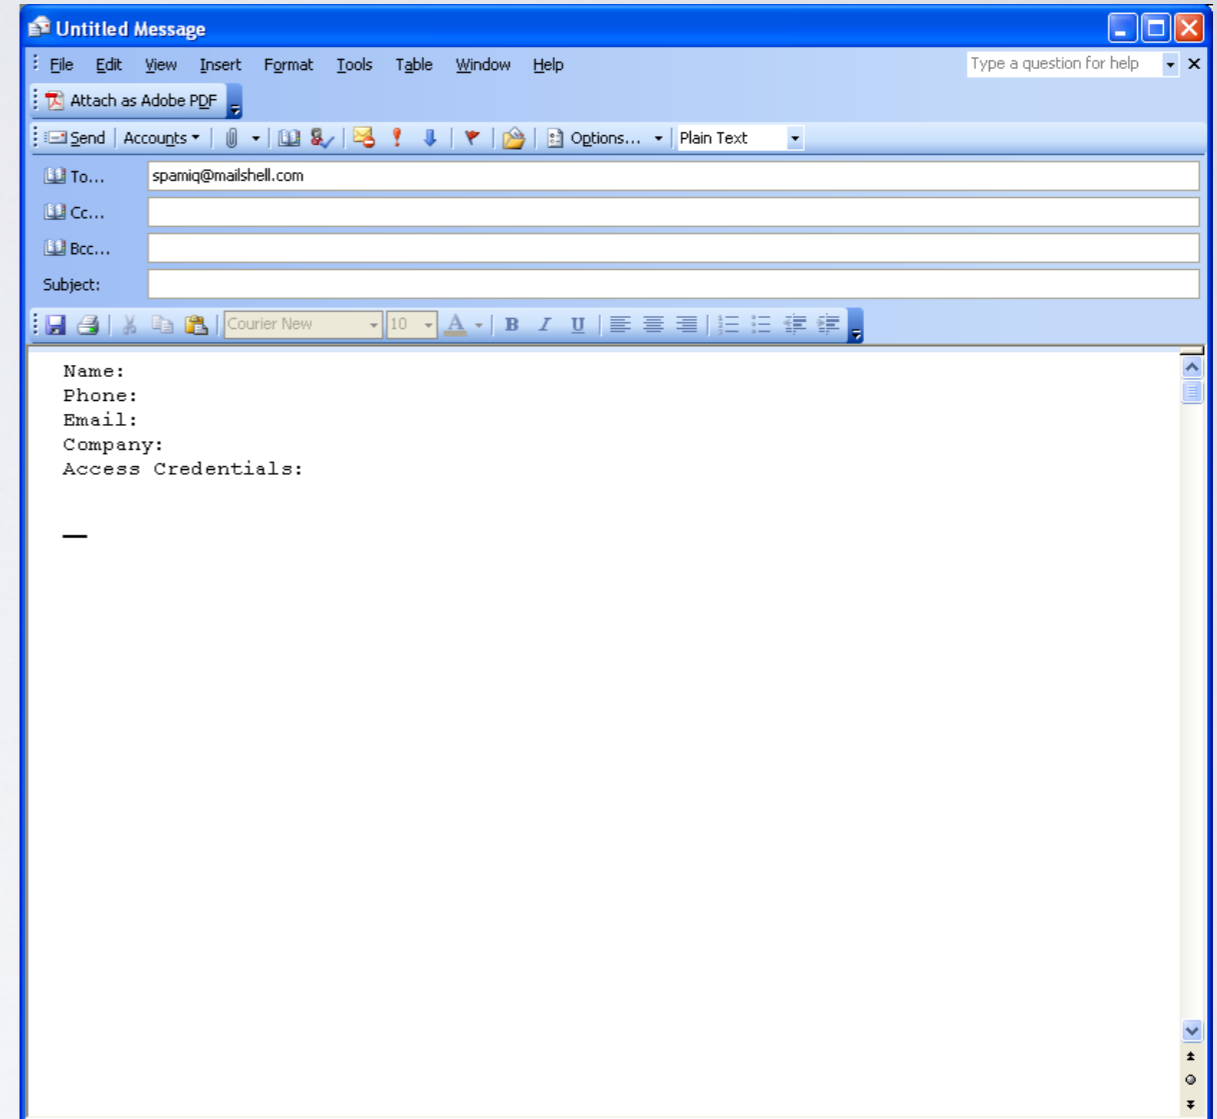 Untitled Message
File Edit View Insert Format Tools Table Window Help Type a question for help
Attach as Adobe PDF
Send Accounts Options... Plain Text
To... spamiq@mailshell.com
Cc...
Bcc...
Subject:
Courier New 10 A B I U
Name:
Phone:
Email:
Company:
Access Credentials: